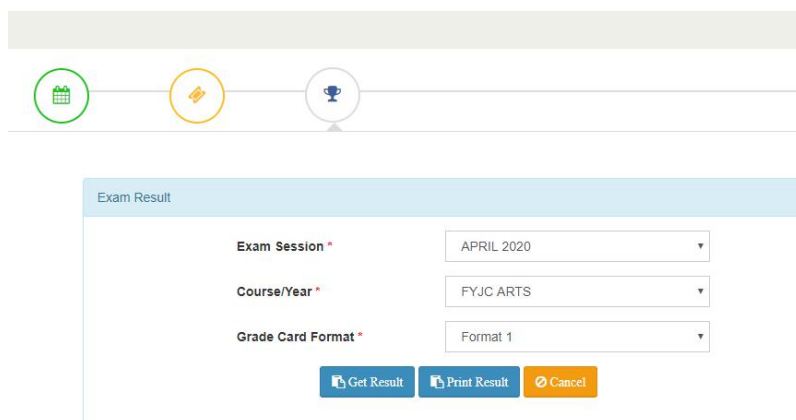 Exam Result
Exam Session * APRIL 2020
Course/Year * FYJC ARTS
Grade Card Format * Format 1
Get Result Print Result Cancel